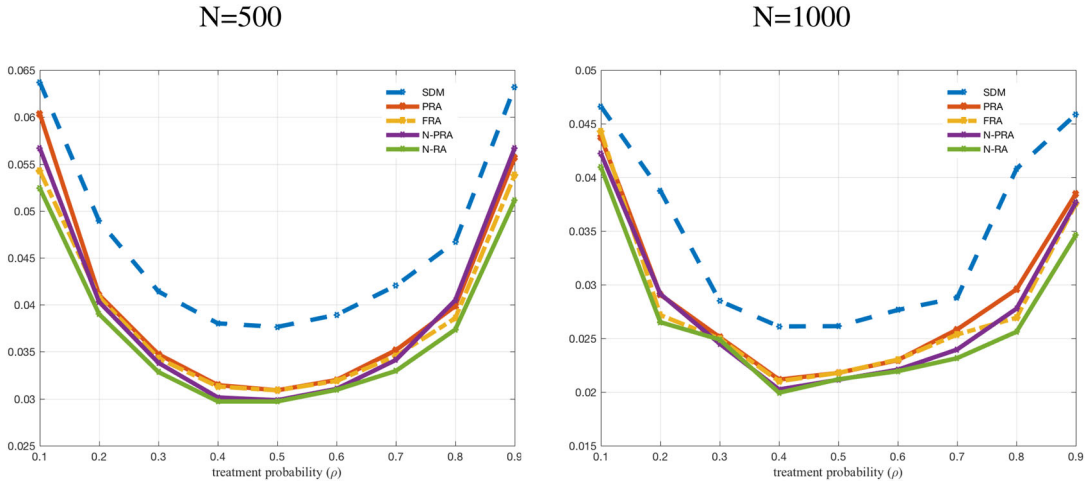 N=500
0.065
0.06
0.055
0.05
0.045
0.04
0.035
0.03
0.025
0.1 0.2 0.3 0.4 0.5 0.6 0.7 0.8 0.9
treatment probability (ρ)
SDM
PRA
FRA
N-PRA
N-RA
N=1000
0.05
0.045
0.04
0.035
0.03
0.025
0.02
0.015
0.1 0.2 0.3 0.4 0.5 0.6 0.7 0.8 0.9
treatment probability (ρ)
SDM
PRA
FRA
N-PRA
N-RA